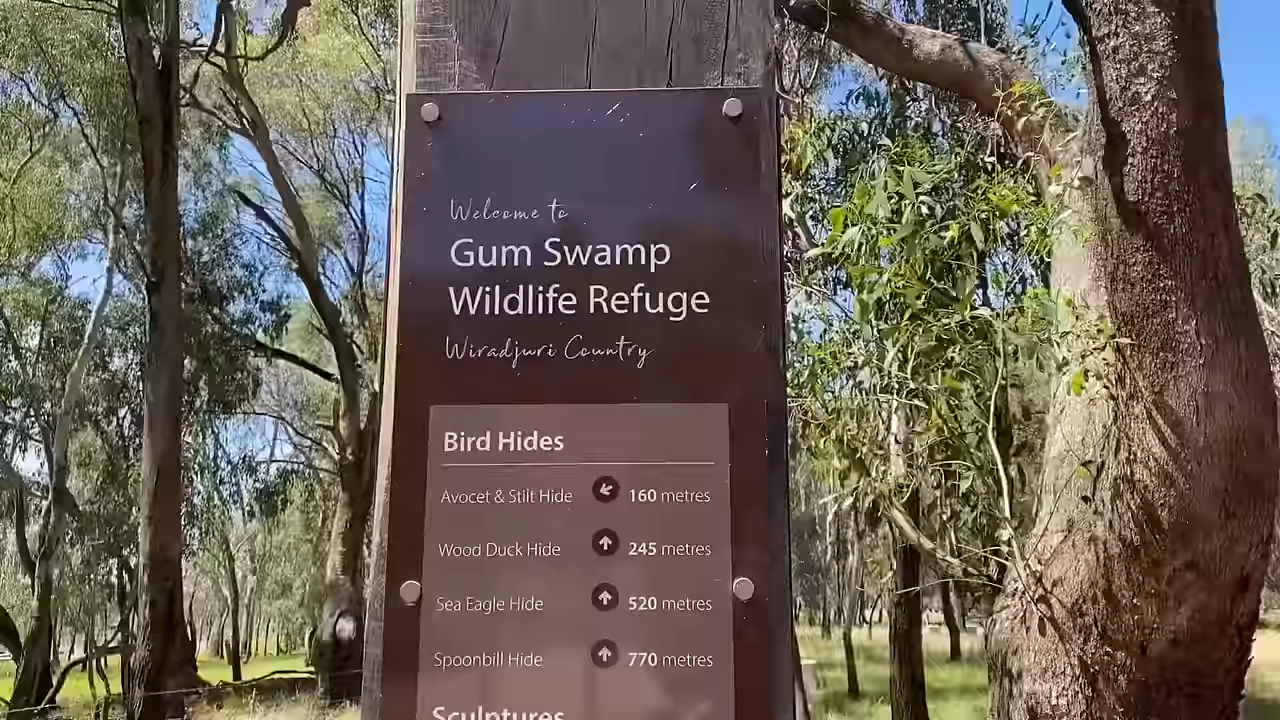 Welcome to
Gum Swamp
Wildlife Refuge
Wiradjuri Country
Bird Hides
Avocet & Stilt Hide 160 metres
Wood Duck Hide 245 metres
Sea Eagle Hide 520 metres
Spoonbill Hide 770 metres
Sculptures